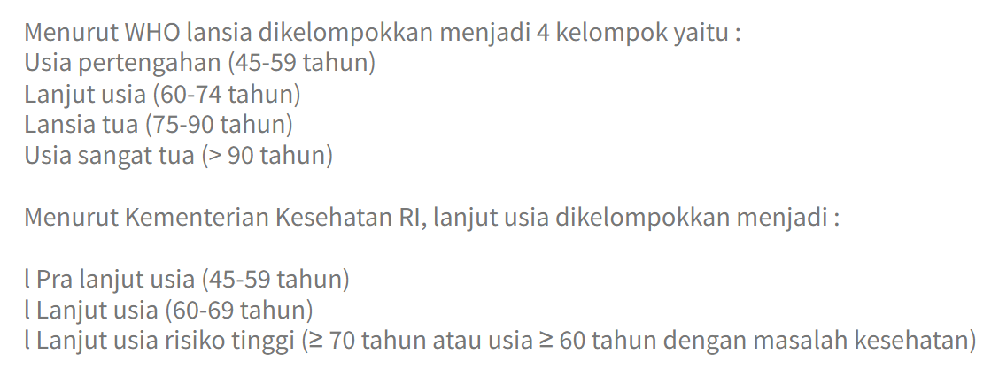 Menurut WHO lansia dikelompokkan menjadi 4 kelompok yaitu :
Usia pertengahan (45-59 tahun)
Lanjut usia (60-74 tahun)
Lansia tua (75-90 tahun)
Usia sangat tua (> 90 tahun)
Menurut Kementerian Kesehatan RI, lanjut usia dikelompokkan menjadi :
l Pra lanjut usia (45-59 tahun)
l Lanjut usia (60-69 tahun)
l Lanjut usia risiko tinggi (≥ 70 tahun atau usia ≥ 60 tahun dengan masalah kesehatan)